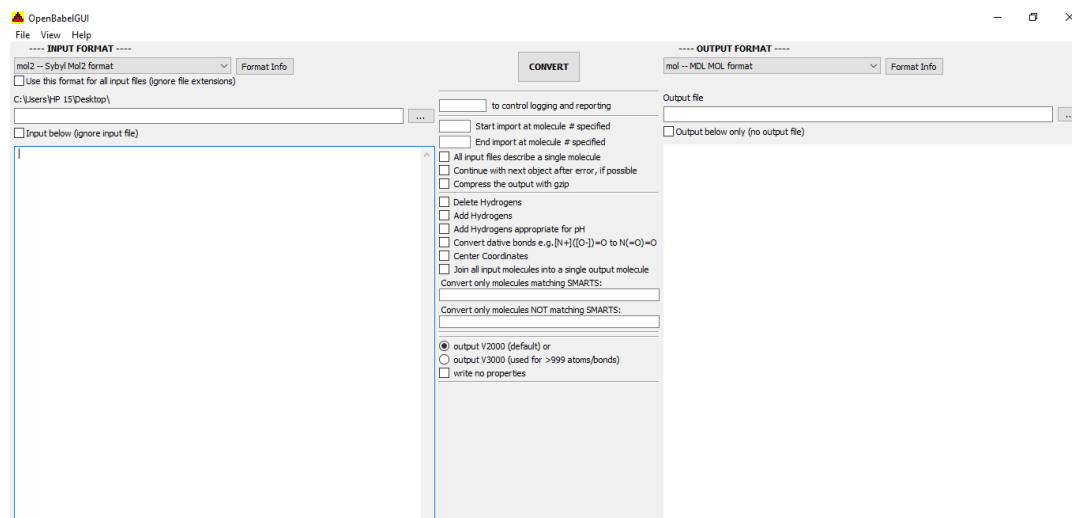 OpenBabelGUI
File View Help
---- INPUT FORMAT ----
mol2 -- Sybyl Mol2 format
Format Info
Use this format for all input files (ignore file extensions)
C:\Users\HP 15\Desktop\
...
Input below (ignore input file)
CONVERT
to control logging and reporting
Start import at molecule # specified
End import at molecule # specified
All input files describe a single molecule
Continue with next object after error, if possible
Compress the output with gzip
Delete Hydrogens
Add Hydrogens
Add Hydrogens appropriate for pH
Convert dative bonds e.g.[N+]([O-])=O to N(=O)=O
Center Coordinates
Join all input molecules into a single output molecule
Convert only molecules matching SMARTS:
Convert only molecules NOT matching SMARTS:
output V2000 (default) or
output V3000 (used for >999 atoms/bonds)
write no properties
---- OUTPUT FORMAT ----
mol -- MDL MOL format
Format Info
Output file
...
Output below only (no output file)